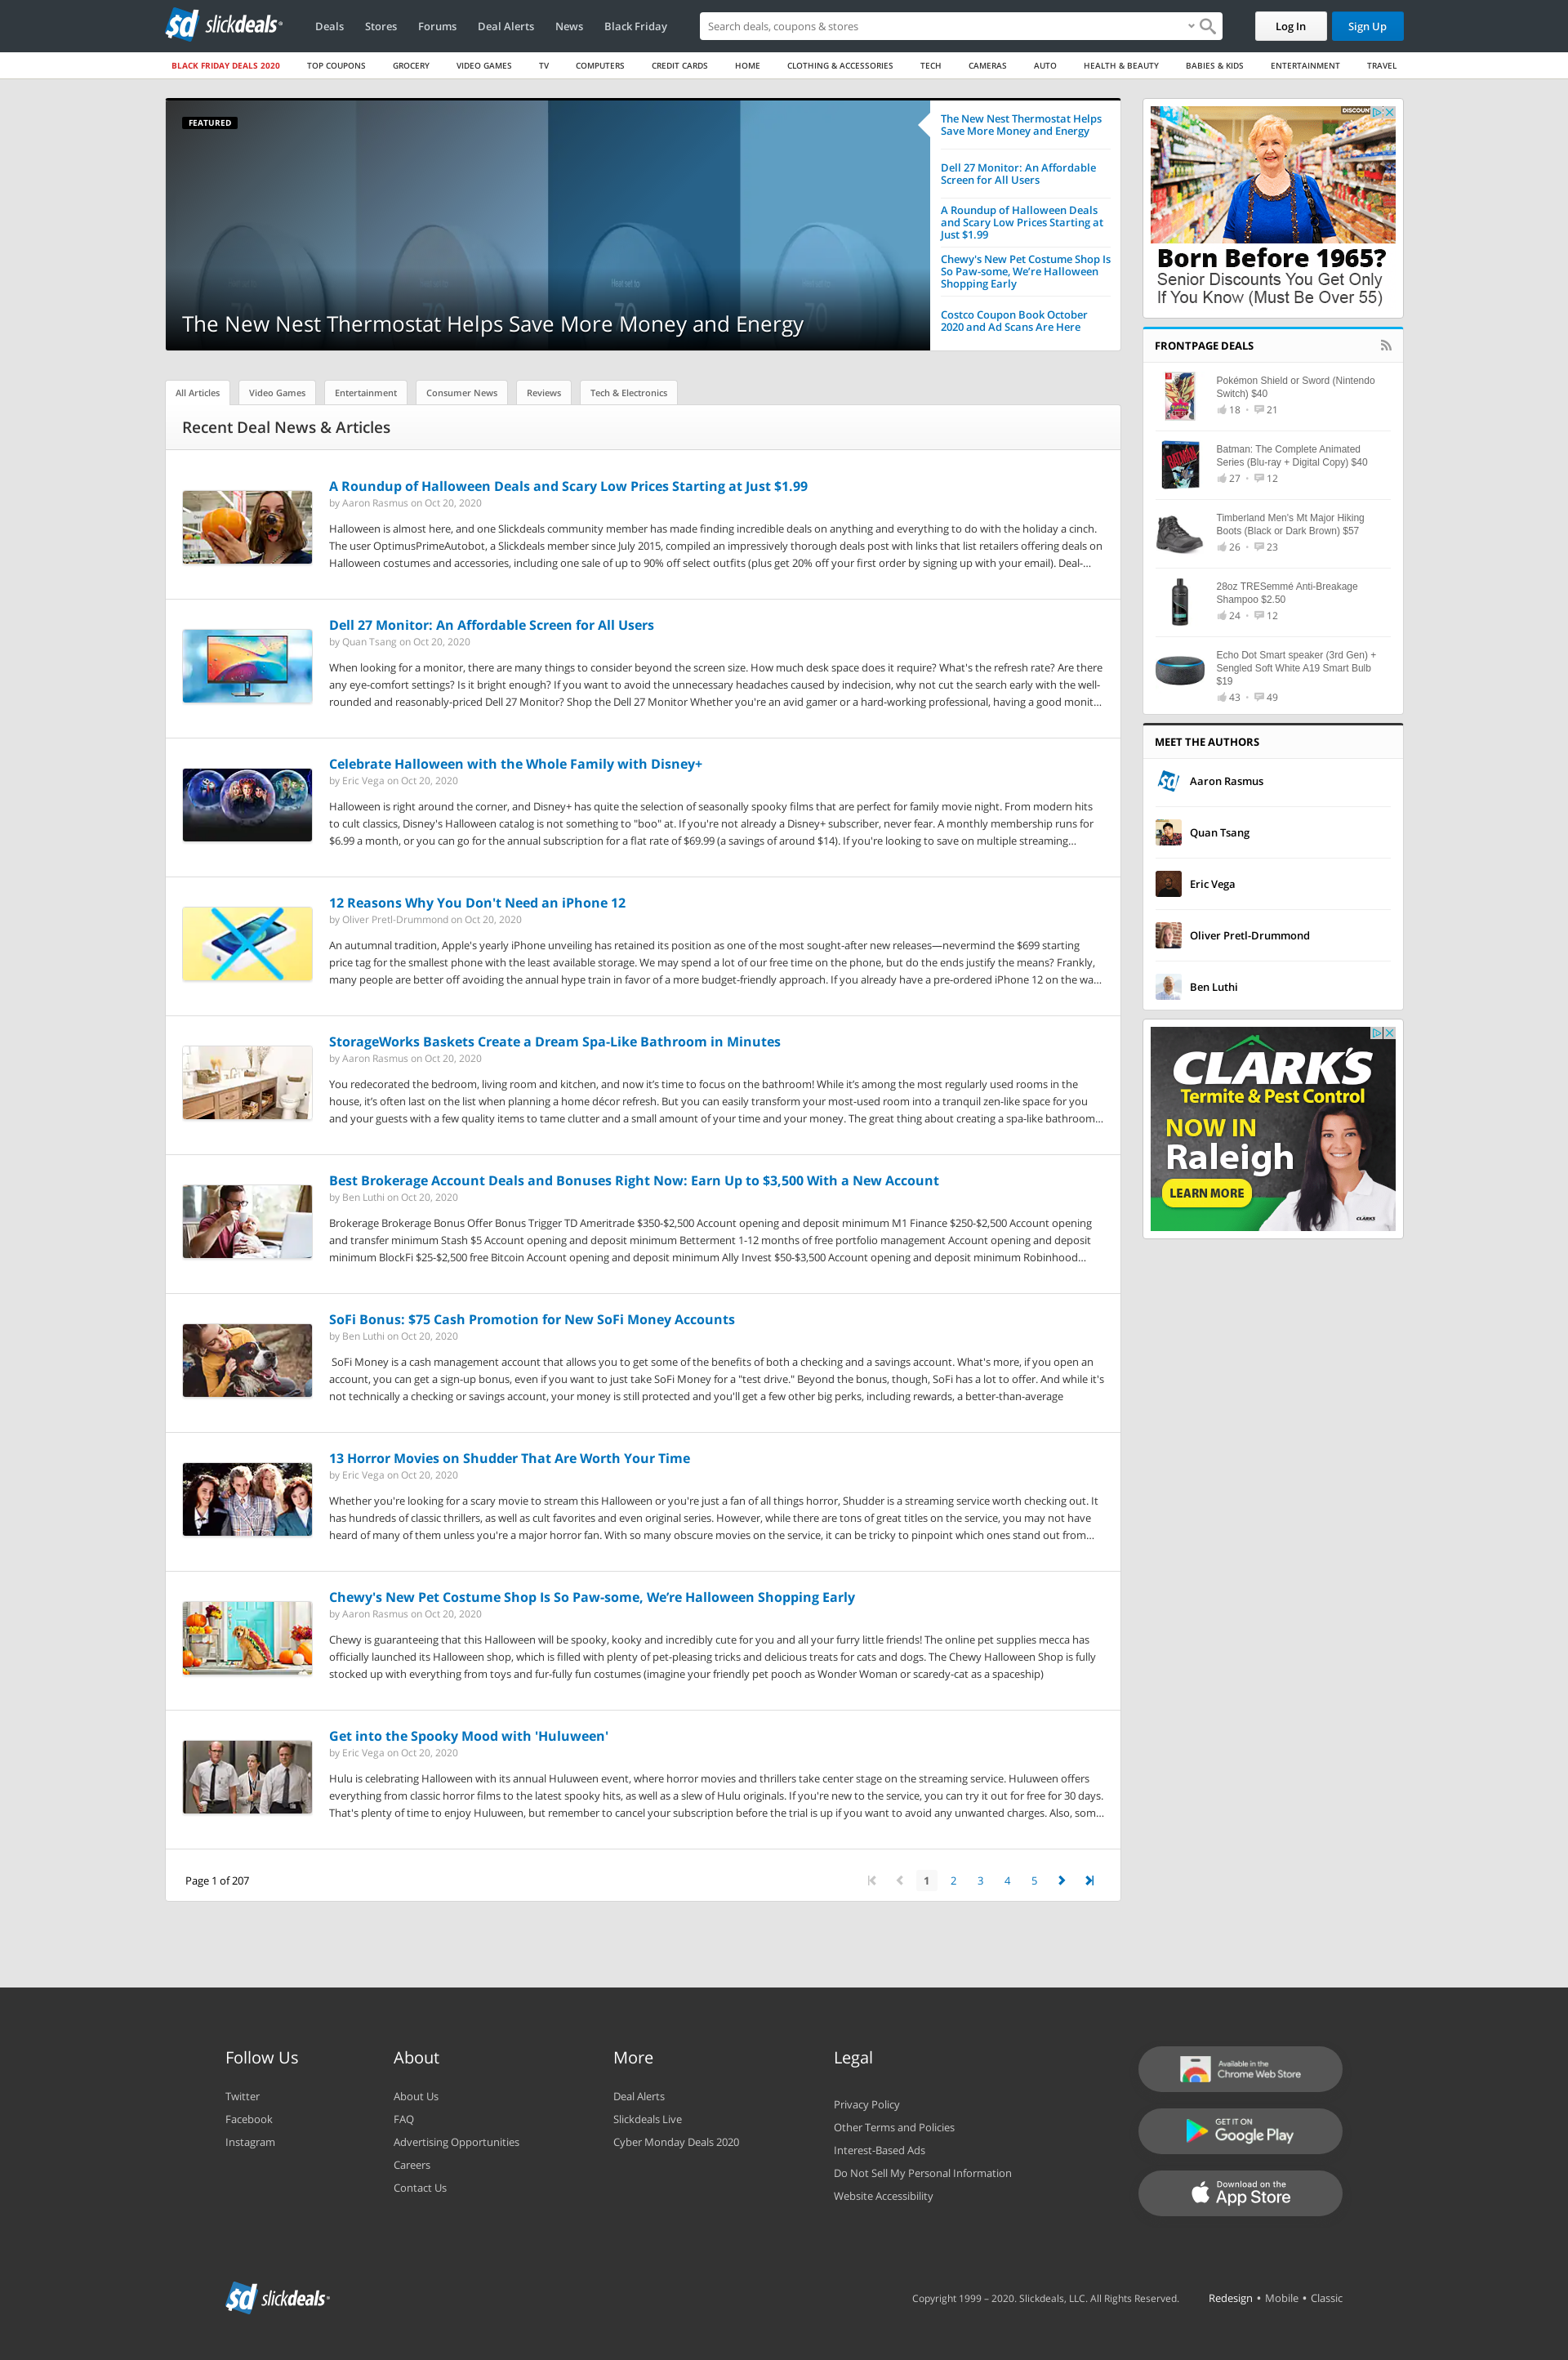 sd slickdeals
Deals Stores Forums Deal Alerts News Black Friday
Search deals, coupons & stores
Log In Sign Up
BLACK FRIDAY DEALS 2020 TOP COUPONS GROCERY VIDEO GAMES TV COMPUTERS CREDIT CARDS HOME CLOTHING & ACCESSORIES TECH CAMERAS AUTO HEALTH & BEAUTY BABIES & KIDS ENTERTAINMENT TRAVEL
FEATURED
The New Nest Thermostat Helps Save More Money and Energy
The New Nest Thermostat Helps
Save More Money and Energy
Dell 27 Monitor: An Affordable
Screen for All Users
A Roundup of Halloween Deals
and Scary Low Prices Starting at
Just $1.99
Chewy's New Pet Costume Shop Is
So Paw-some, We’re Halloween
Shopping Early
Costco Coupon Book October
2020 and Ad Scans Are Here
All Articles Video Games Entertainment Consumer News Reviews Tech & Electronics
Recent Deal News & Articles
A Roundup of Halloween Deals and Scary Low Prices Starting at Just $1.99
by Aaron Rasmus on Oct 20, 2020
Halloween is almost here, and one Slickdeals community member has made finding incredible deals on anything and everything to do with the holiday a cinch.
The user OptimusPrimeAutobot, a Slickdeals member since July 2015, compiled an impressively thorough deals post with links that list retailers offering deals on
Halloween costumes and accessories, including one sale of up to 90% off select outfits (plus get 20% off your first order by signing up with your email). Deal-...
Dell 27 Monitor: An Affordable Screen for All Users
by Quan Tsang on Oct 20, 2020
When looking for a monitor, there are many things to consider beyond the screen size. How much desk space does it require? What's the refresh rate? Are there
any eye-comfort settings? Is it bright enough? If you want to avoid the unnecessary headaches caused by indecision, why not cut the search early with the well-
rounded and reasonably-priced Dell 27 Monitor? Shop the Dell 27 Monitor Whether you're an avid gamer or a hard-working professional, having a good monit...
Celebrate Halloween with the Whole Family with Disney+
by Eric Vega on Oct 20, 2020
Halloween is right around the corner, and Disney+ has quite the selection of seasonally spooky films that are perfect for family movie night. From modern hits
to cult classics, Disney's Halloween catalog is not something to "boo" at. If you're not already a Disney+ subscriber, never fear. A monthly membership runs for
$6.99 a month, or you can go for the annual subscription for a flat rate of $69.99 (a savings of around $14). If you're looking to save on multiple streaming...
12 Reasons Why You Don't Need an iPhone 12
by Oliver Pretl-Drummond on Oct 20, 2020
An autumnal tradition, Apple's yearly iPhone unveiling has retained its position as one of the most sought-after new releases—nevermind the $699 starting
price tag for the smallest phone with the least available storage. We may spend a lot of our free time on the phone, but do the ends justify the means? Frankly,
many people are better off avoiding the annual hype train in favor of a more budget-friendly approach. If you already have a pre-ordered iPhone 12 on the wa...
StorageWorks Baskets Create a Dream Spa-Like Bathroom in Minutes
by Aaron Rasmus on Oct 20, 2020
You redecorated the bedroom, living room and kitchen, and now it’s time to focus on the bathroom! While it’s among the most regularly used rooms in the
house, it’s often last on the list when planning a home décor refresh. But you can easily transform your most-used room into a tranquil zen-like space for you
and your guests with a few quality items to tame clutter and a small amount of your time and your money. The great thing about creating a spa-like bathroom...
Best Brokerage Account Deals and Bonuses Right Now: Earn Up to $3,500 With a New Account
by Ben Luthi on Oct 20, 2020
Brokerage Brokerage Bonus Offer Bonus Trigger TD Ameritrade $350-$2,500 Account opening and deposit minimum M1 Finance $250-$2,500 Account opening
and transfer minimum Stash $5 Account opening and deposit minimum Betterment 1-12 months of free portfolio management Account opening and deposit
minimum BlockFi $25-$2,500 free Bitcoin Account opening and deposit minimum Ally Invest $50-$3,500 Account opening and deposit minimum Robinhood...
SoFi Bonus: $75 Cash Promotion for New SoFi Money Accounts
by Ben Luthi on Oct 20, 2020
SoFi Money is a cash management account that allows you to get some of the benefits of both a checking and a savings account. What's more, if you open an
account, you can get a sign-up bonus, even if you want to just take SoFi Money for a "test drive." Beyond the bonus, though, SoFi has a lot to offer. And while it's
not technically a checking or savings account, your money is still protected and you'll get a few other big perks, including rewards, a better-than-average
13 Horror Movies on Shudder That Are Worth Your Time
by Eric Vega on Oct 20, 2020
Whether you're looking for a scary movie to stream this Halloween or you're just a fan of all things horror, Shudder is a streaming service worth checking out. It
has hundreds of classic thrillers, as well as cult favorites and even original series. However, while there are tons of great titles on the service, you may not have
heard of many of them unless you're a major horror fan. With so many obscure movies on the service, it can be tricky to pinpoint which ones stand out from...
Chewy's New Pet Costume Shop Is So Paw-some, We’re Halloween Shopping Early
by Aaron Rasmus on Oct 20, 2020
Chewy is guaranteeing that this Halloween will be spooky, kooky and incredibly cute for you and all your furry little friends! The online pet supplies mecca has
officially launched its Halloween shop, which is filled with plenty of pet-pleasing tricks and delicious treats for cats and dogs. The Chewy Halloween Shop is fully
stocked up with everything from toys and fur-fully fun costumes (imagine your friendly pet pooch as Wonder Woman or scaredy-cat as a spaceship)
Get into the Spooky Mood with 'Huluween'
by Eric Vega on Oct 20, 2020
Hulu is celebrating Halloween with its annual Huluween event, where horror movies and thrillers take center stage on the streaming service. Huluween offers
everything from classic horror films to the latest spooky hits, as well as a slew of Hulu originals. If you're new to the service, you can try it out for free for 30 days.
That's plenty of time to enjoy Huluween, but remember to cancel your subscription before the trial is up if you want to avoid any unwanted charges. Also, som...
Page 1 of 207
1 2 3 4 5
DISCOUNT
Born Before 1965?
Senior Discounts You Get Only
If You Know (Must Be Over 55)
FRONTPAGE DEALS
Pokémon Shield or Sword (Nintendo
Switch) $40
18 • 21
BATMAN
Batman: The Complete Animated
Series (Blu-ray + Digital Copy) $40
27 • 12
Timberland Men's Mt Major Hiking
Boots (Black or Dark Brown) $57
26 • 23
28oz TRESemmé Anti-Breakage
Shampoo $2.50
24 • 12
Echo Dot Smart speaker (3rd Gen) +
Sengled Soft White A19 Smart Bulb
$19
43 • 49
MEET THE AUTHORS
sd
Aaron Rasmus
Quan Tsang
Eric Vega
Oliver Pretl-Drummond
Ben Luthi
CLARK'S
Termite & Pest Control
NOW IN
Raleigh
LEARN MORE
CLARK'S
Follow Us
Twitter
Facebook
Instagram
About
About Us
FAQ
Advertising Opportunities
Careers
Contact Us
More
Deal Alerts
Slickdeals Live
Cyber Monday Deals 2020
Legal
Privacy Policy
Other Terms and Policies
Interest-Based Ads
Do Not Sell My Personal Information
Website Accessibility
Available in the
Chrome Web Store
GET IT ON
Google Play
Download on the
App Store
sd slickdeals
Copyright 1999 – 2020. Slickdeals, LLC. All Rights Reserved.
Redesign • Mobile • Classic